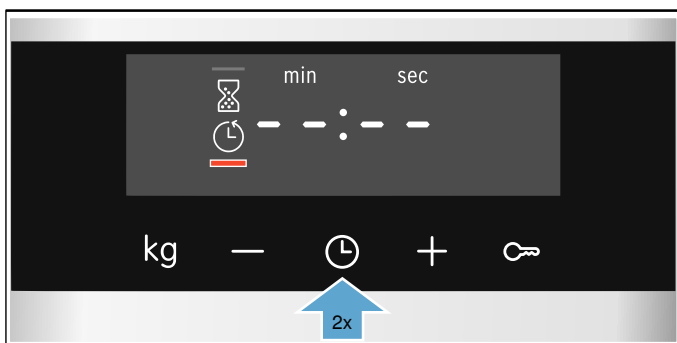 min sec
– – : – –
kg – +
2x